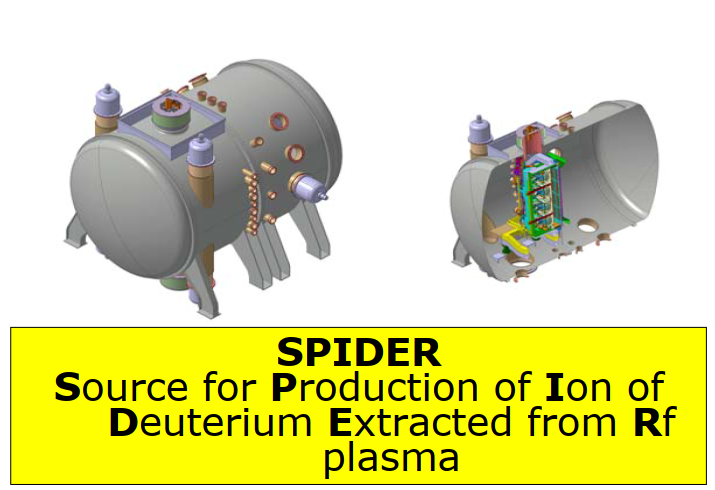 SPIDER
Source for Production of Ion of
Deuterium Extracted from Rf
plasma